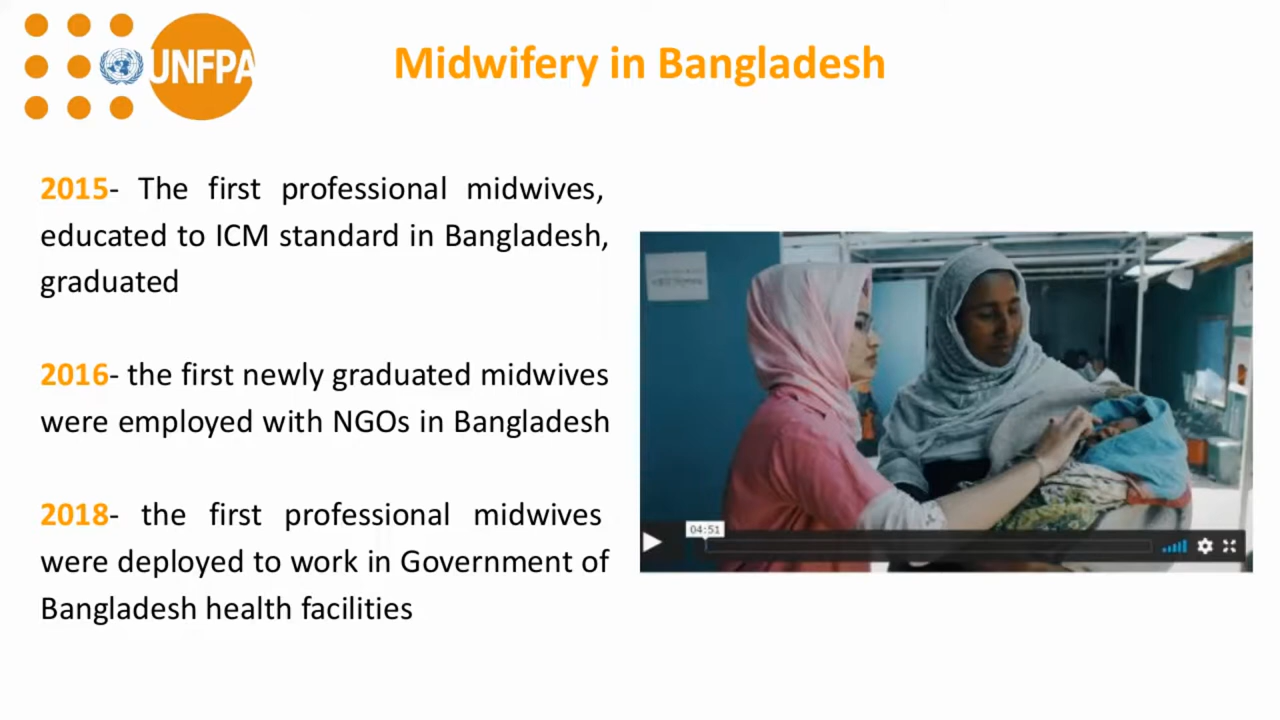 UNFPA
Midwifery in Bangladesh
2015- The first professional midwives,
educated to ICM standard in Bangladesh,
graduated
2016- the first newly graduated midwives
were employed with NGOs in Bangladesh
2018- the first professional midwives
were deployed to work in Government of
Bangladesh health facilities
04:51